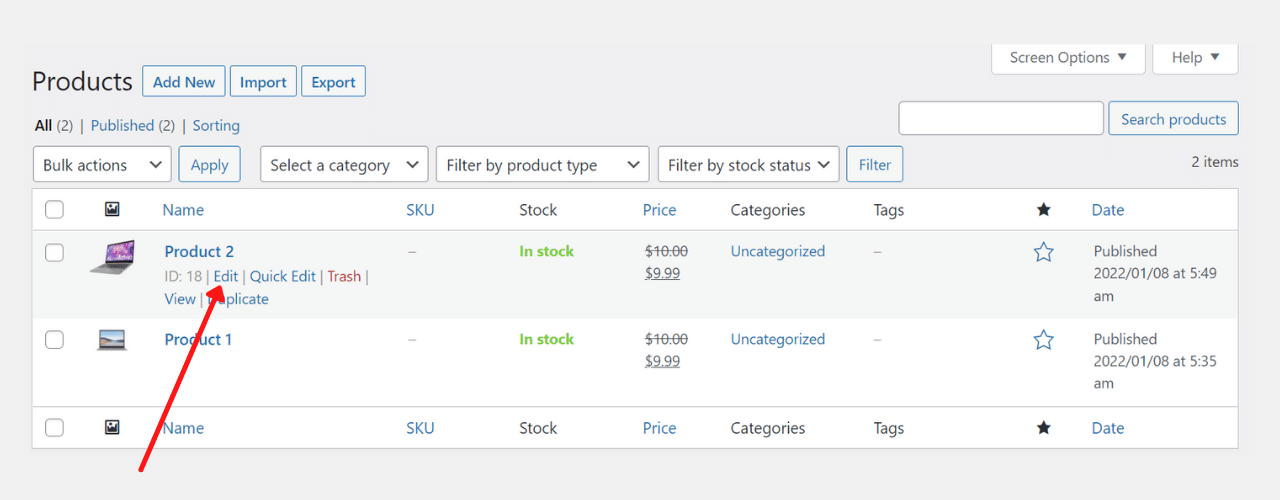 Screen Options ▼ Help ▼
Products Add New Import Export
All (2) | Published (2) | Sorting
Search products
Bulk actions Apply Select a category Filter by product type Filter by stock status Filter
2 items
Name SKU Stock Price Categories Tags ★ Date
Product 2 – In stock $10.00 Uncategorized – Published
ID: 18 | Edit | Quick Edit | Trash | $9.99 2022/01/08 at 5:49
View | Duplicate am
Product 1 – In stock $10.00 Uncategorized – Published
$9.99 2022/01/08 at 5:35
am
Name SKU Stock Price Categories Tags ★ Date